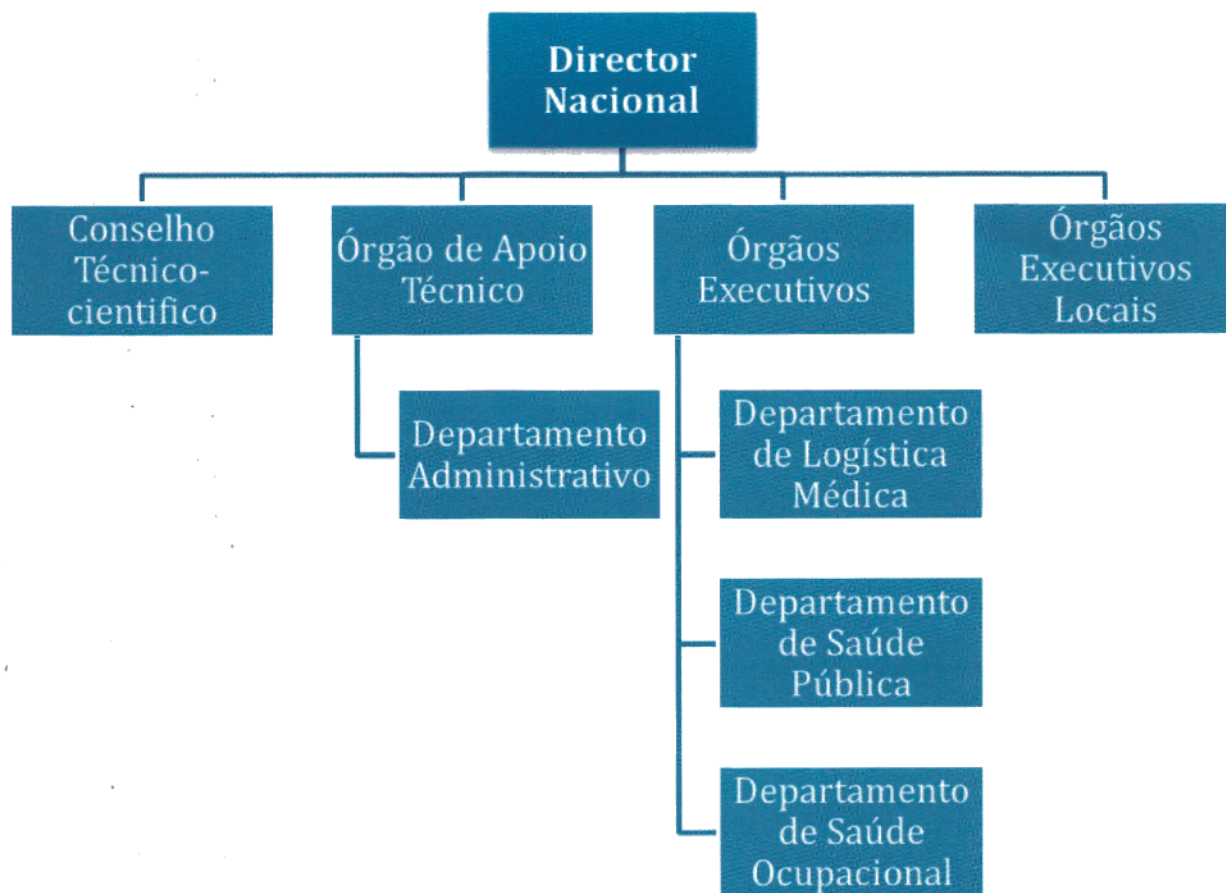 Director
Nacional
Conselho
Técnico-
cientifico
Órgão de Apoio
Técnico
Órgãos
Executivos
Órgãos
Executivos
Locais
Departamento
Administrativo
Departamento
de Logística
Médica
Departamento
de Saúde
Pública
Departamento
de Saúde
Ocupacional